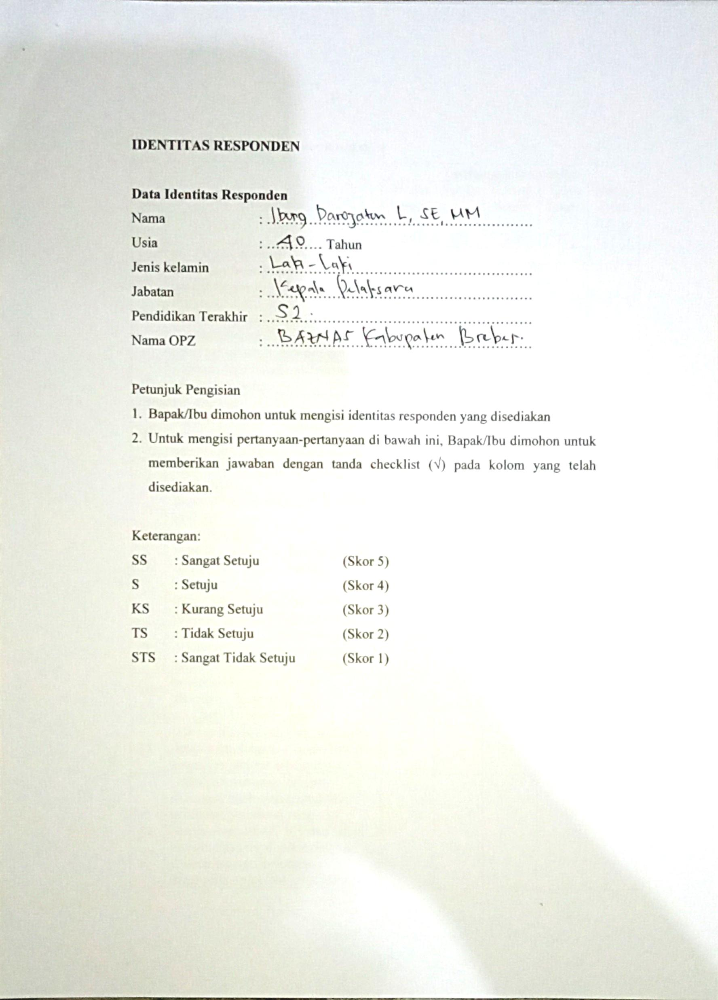 IDENTITAS RESPONDEN
Data Identitas Responden
Nama : Darojatun L, SE, MM
Usia : 40 Tahun
Jenis kelamin : Laki-Laki
Jabatan : Kepala Pelaksana
Pendidikan Terakhir : S2.
Nama OPZ : BAZNAS Kabupaten Brebes.
Petunjuk Pengisian
1. Bapak/Ibu dimohon untuk mengisi identitas responden yang disediakan
2. Untuk mengisi pertanyaan-pertanyaan di bawah ini, Bapak/Ibu dimohon untuk
memberikan jawaban dengan tanda checklist (√) pada kolom yang telah
disediakan.
Keterangan:
SS : Sangat Setuju (Skor 5)
S : Setuju (Skor 4)
KS : Kurang Setuju (Skor 3)
TS : Tidak Setuju (Skor 2)
STS : Sangat Tidak Setuju (Skor 1)